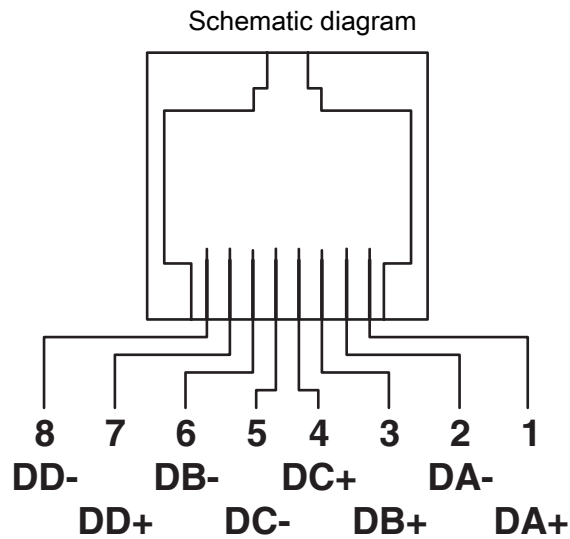 Schematic diagram
8 7 6 5 4 3 2 1
DD- DB- DC+ DA-
DD+ DC- DB+ DA+